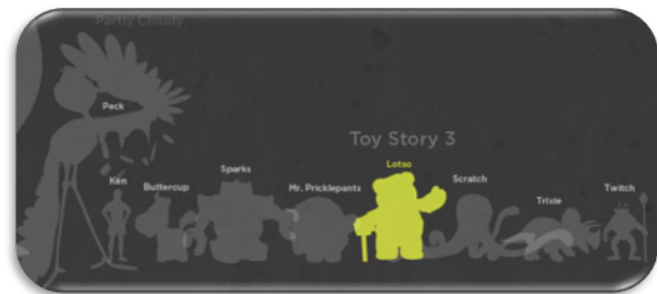 Partly Cloudy
Peck
Toy Story 3
Lotso
Sparks
Ken
Buttercup
Mr. Pricklepants
Scratch
Trixie
Twitch